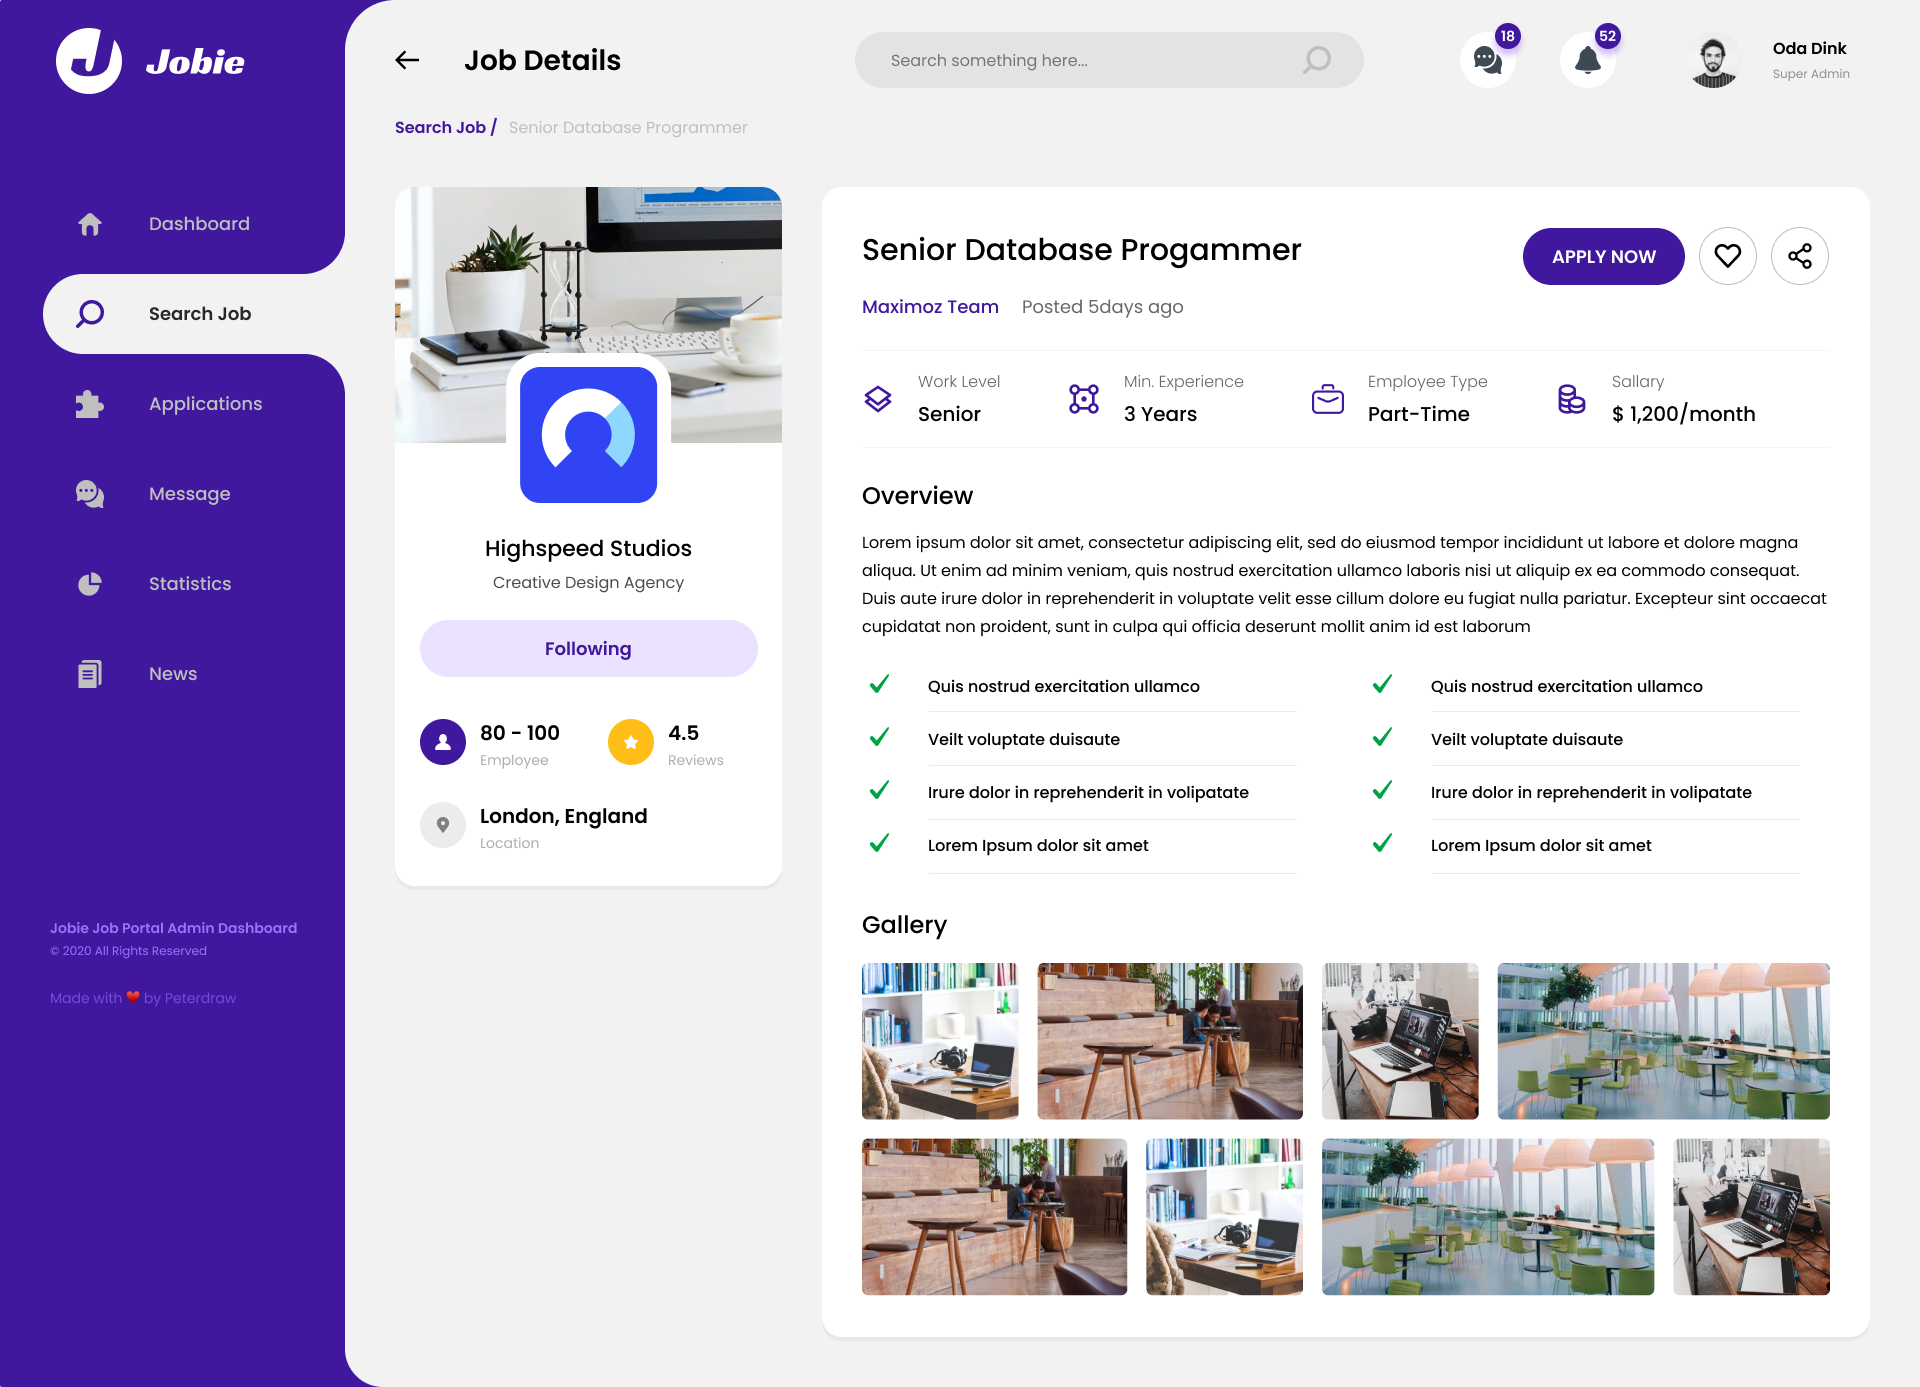 Jobie
Job Details
Search something here...
18
52
Oda Dink
Super Admin
Search Job / Senior Database Programmer
Dashboard
Search Job
Applications
Message
Statistics
News
Jobie Job Portal Admin Dashboard
© 2020 All Rights Reserved
Made with ❤️ by Peterdraw
Highspeed Studios
Creative Design Agency
Following
80 - 100
Employee
4.5
Reviews
London, England
Location
Senior Database Progammer
APPLY NOW
Maximoz Team Posted 5days ago
Work Level
Senior
Min. Experience
3 Years
Employee Type
Part-Time
Sallary
$ 1,200/month
Overview
Lorem ipsum dolor sit amet, consectetur adipiscing elit, sed do eiusmod tempor incididunt ut labore et dolore magna
aliqua. Ut enim ad minim veniam, quis nostrud exercitation ullamco laboris nisi ut aliquip ex ea commodo consequat.
Duis aute irure dolor in reprehenderit in voluptate velit esse cillum dolore eu fugiat nulla pariatur. Excepteur sint occaecat
cupidatat non proident, sunt in culpa qui officia deserunt mollit anim id est laborum
Quis nostrud exercitation ullamco
Veilt voluptate duisaute
Irure dolor in reprehenderit in volipatate
Lorem Ipsum dolor sit amet
Quis nostrud exercitation ullamco
Veilt voluptate duisaute
Irure dolor in reprehenderit in volipatate
Lorem Ipsum dolor sit amet
Gallery